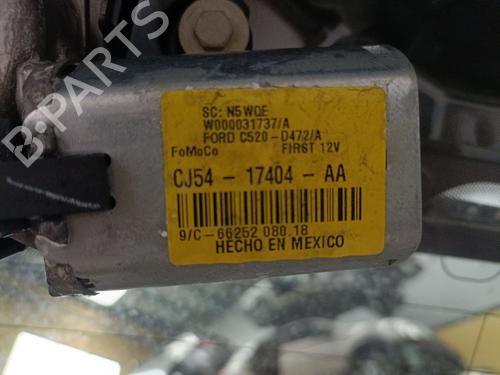 SC: N5WQE
W000031737/A
FORD C520-D472/A
FoMoCo FIRST 12V
CJ54 - 17404 - AA
9/C-66252 080.18
HECHO EN MEXICO
B-PARTS